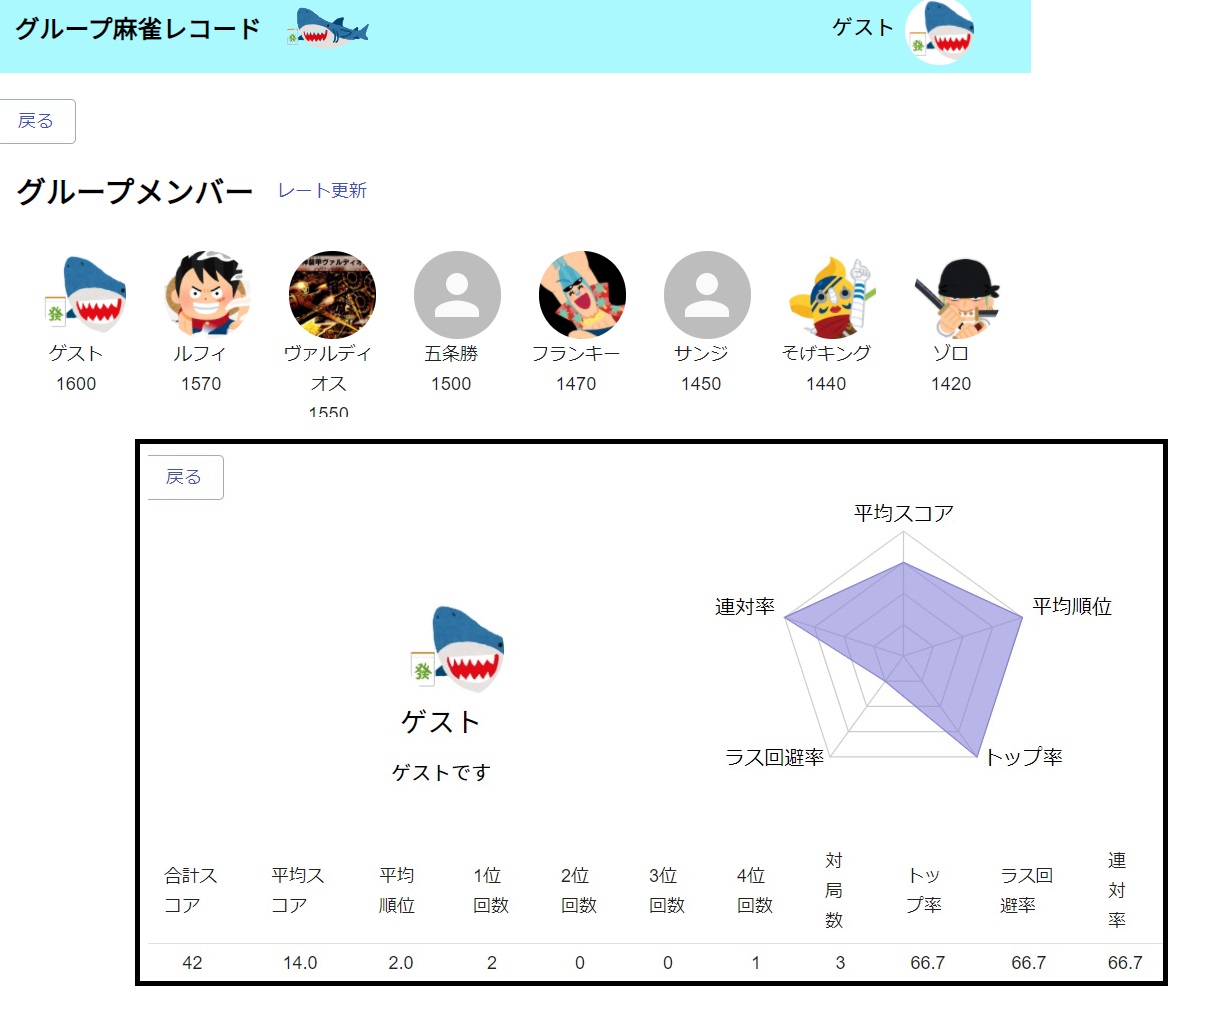 グループ麻雀レコード
ゲスト
戻る
グループメンバー レート更新
ゲスト ルフィ ヴァルディオス 五条勝 フランキー サンジ そげキング ゾロ
1600 1570 1550 1500 1470 1450 1440 1420
戻る
平均スコア
連対率 平均順位
發
ゲスト
ラス回避率 トップ率
ゲストです
合計スコア 平均スコア 平均順位 1位回数 2位回数 3位回数 4位回数 対局数 トップ率 ラス回避率 連対率
42 14.0 2.0 2 0 0 1 3 66.7 66.7 66.7